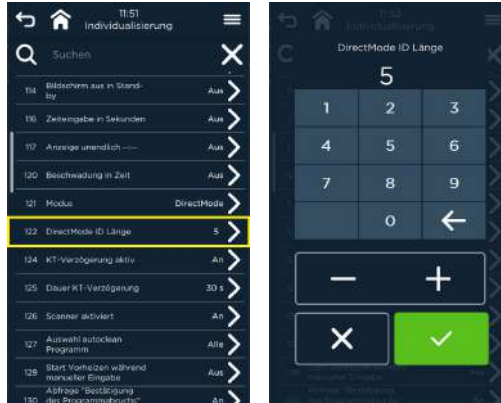 11:51
Individualisierung
Suchen
114 Bildschirm aus in Stand-
by Aus
116 Zeiteingabe in Sekunden Aus
117 Anzeige unendlich --:-- Aus
120 Beschwadung in Zeit Aus
121 Modus DirectMode
122 DirectMode ID Länge 5
124 KT-Verzögerung aktiv An
125 Dauer KT-Verzögerung 30 s
126 Scanner aktiviert An
127 Auswahl autoclean
Programm Alle
129 Start Vorheizen während
manueller Eingabe Aus
130 Abfrage "Bestätigung
des Programmabbruchs" An
11:52
Individualisierung
DirectMode ID Länge
5
1 2 3
4 5 6
7 8 9
0